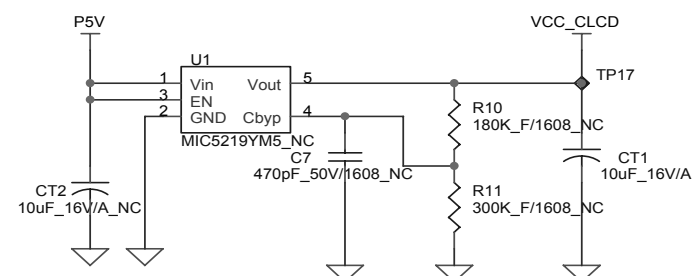 P5V
VCC_CLCD
U1
TP17
1
Vin
Vout
5
3
EN
2
GND
Cbyp
4
R10
180K_F/1608_NC
MIC5219YM5_NC
C7
470pF_50V/1608_NC
CT1
10uF_16V/A
CT2
10uF_16V/A_NC
R11
300K_F/1608_NC